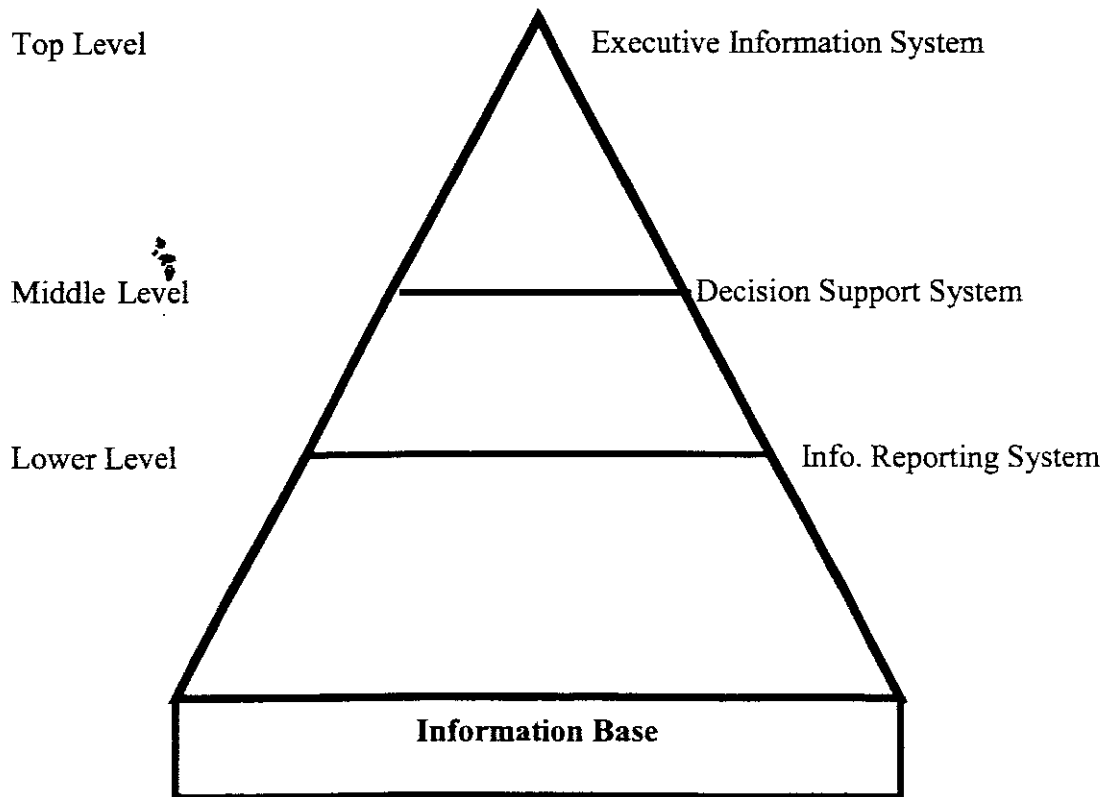 Top Level
Executive Information System
Middle Level
Decision Support System
Lower Level
Info. Reporting System
Information Base